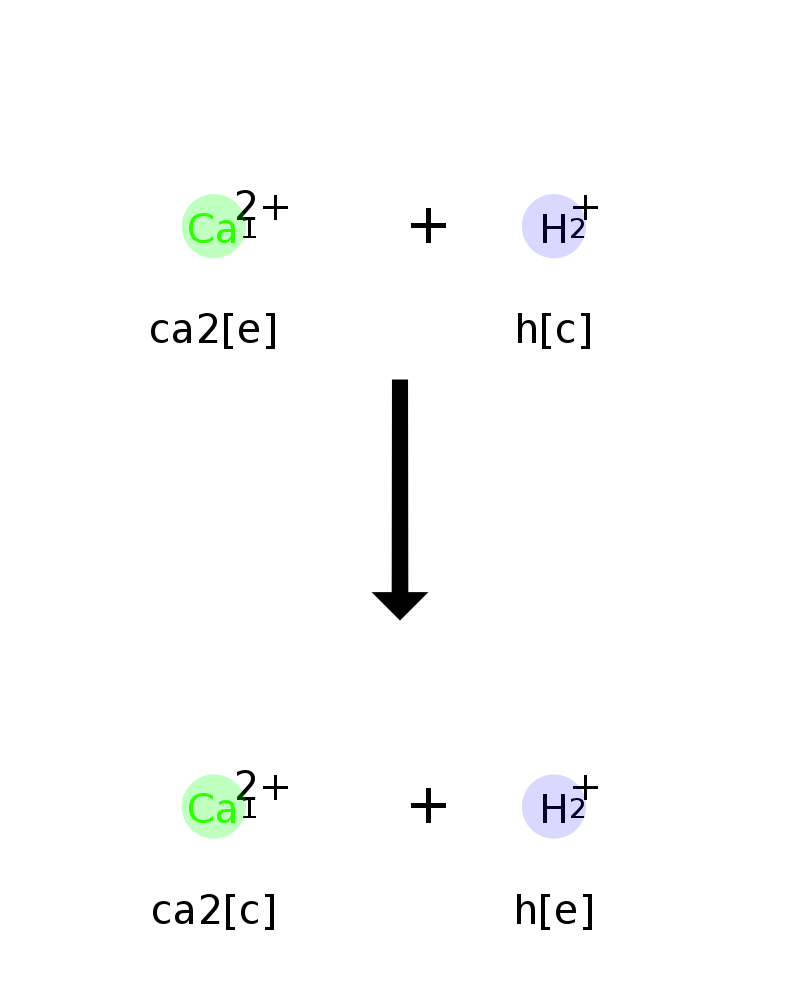 Ca1 2+ + H2 +
ca2[e] h[c]
Ca1 2+ + H2 +
ca2[c] h[e]